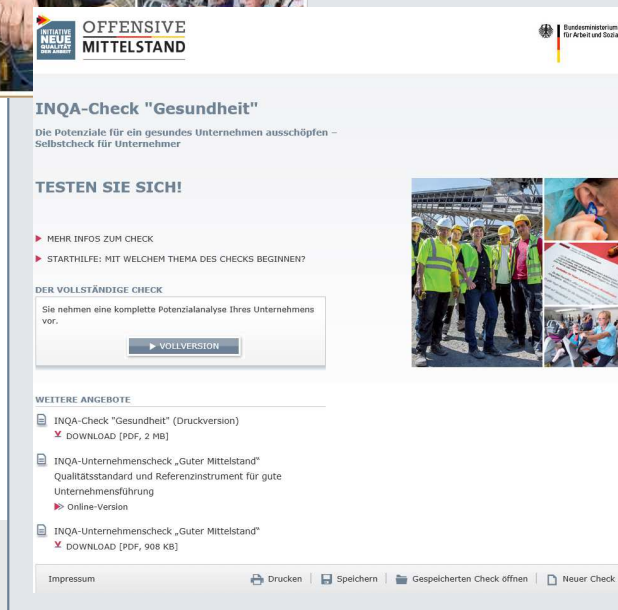 INITIATIVE
NEUE
QUALITÄT
DER ARBEIT
OFFENSIVE
MITTELSTAND
Bundesministerium
für Arbeit und Sozia
INQA-Check "Gesundheit"
Die Potenziale für ein gesundes Unternehmen ausschöpfen –
Selbstcheck für Unternehmer
TESTEN SIE SICH!
MEHR INFOS ZUM CHECK
STARTHILFE: MIT WELCHEM THEMA DES CHECKS BEGINNEN?
DER VOLLSTÄNDIGE CHECK
Sie nehmen eine komplette Potenzialanalyse Ihres Unternehmens
vor.
VOLLVERSION
WEITERE ANGEBOTE
INQA-Check "Gesundheit" (Druckversion)
DOWNLOAD [PDF, 2 MB]
INQA-Unternehmenscheck „Guter Mittelstand"
Qualitätsstandard und Referenzinstrument für gute
Unternehmensführung
Online-Version
INQA-Unternehmenscheck „Guter Mittelstand"
DOWNLOAD [PDF, 908 KB]
Impressum
Drucken
Speichern
Gespeicherten Check öffnen
Neuer Check